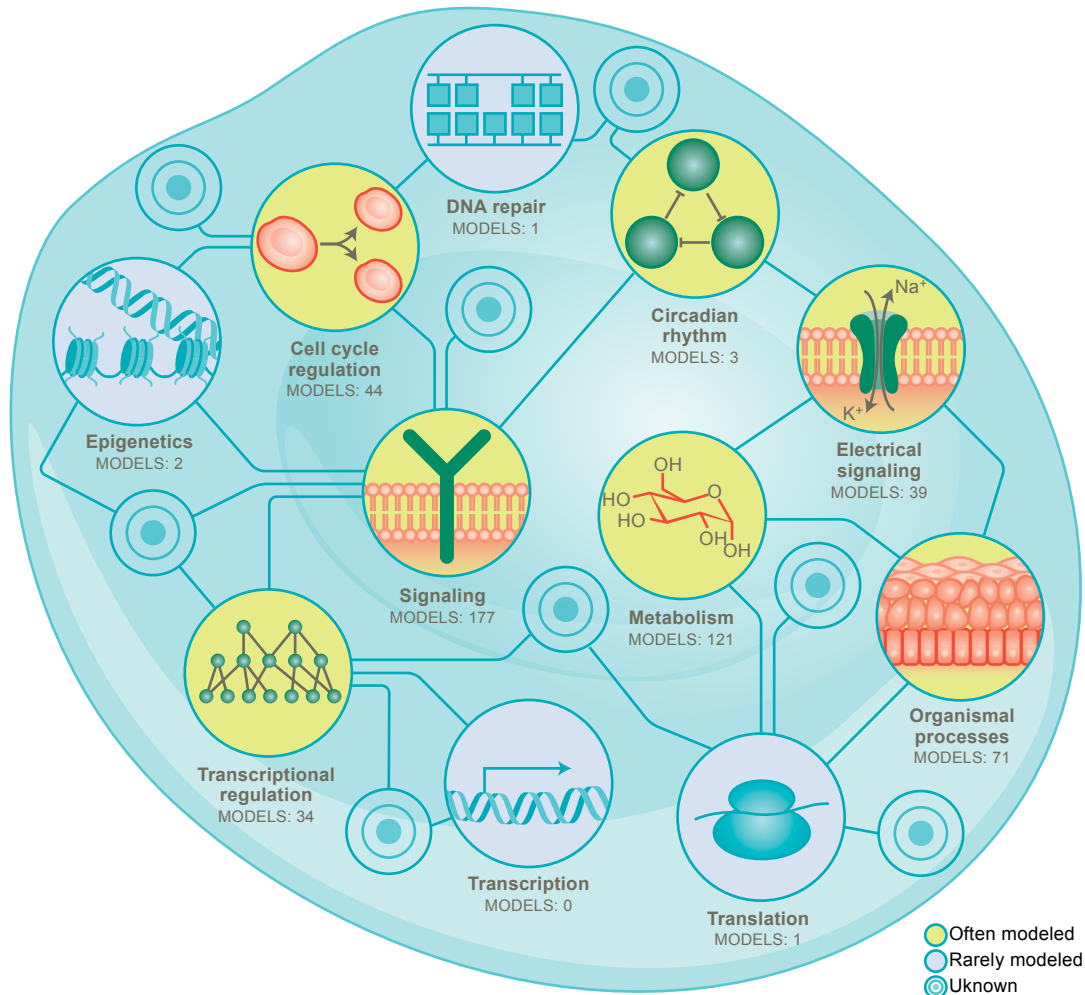 DNA repair
MODELS: 1
Cell cycle
regulation
MODELS: 44
Circadian
rhythm
MODELS: 3
Na⁺
K⁺
Electrical
signaling
MODELS: 39
Epigenetics
MODELS: 2
Signaling
MODELS: 177
OH
HO
O
HO
OH
OH
Metabolism
MODELS: 121
Organismal
processes
MODELS: 71
Transcriptional
regulation
MODELS: 34
Transcription
MODELS: 0
Translation
MODELS: 1
Often modeled
Rarely modeled
Uknown